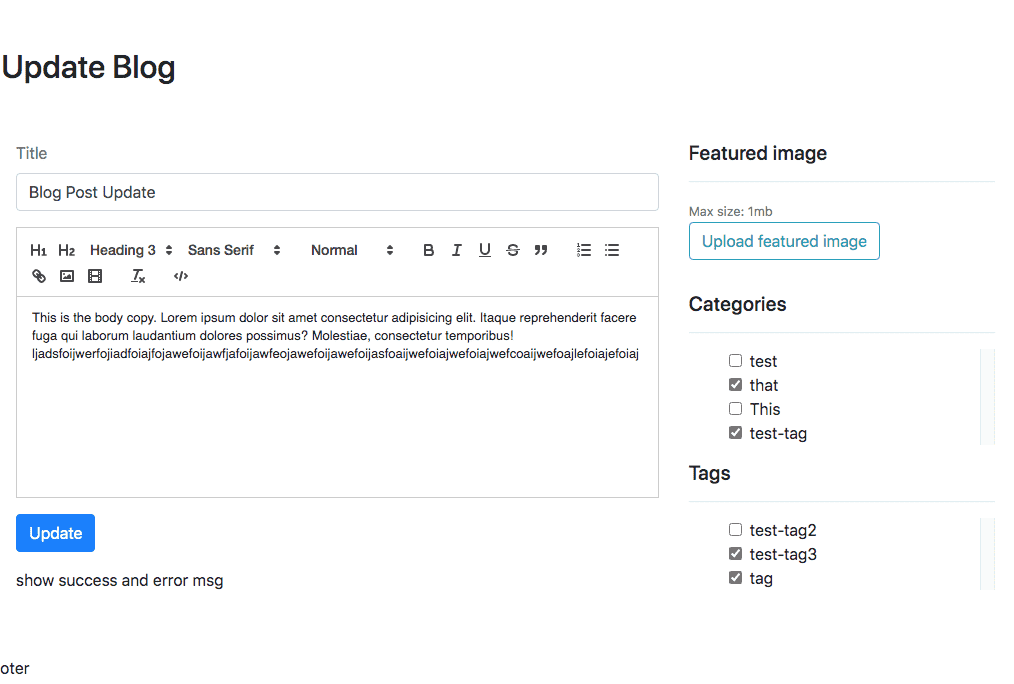 Update Blog
Title
Blog Post Update
H1 H2 Heading 3 Sans Serif Normal B I U S ” 
This is the body copy. Lorem ipsum dolor sit amet consectetur adipisicing elit. Itaque reprehenderit facere
fuga qui laborum laudantium dolores possimus? Molestiae, consectetur temporibus!
ljadsfoijwerfojiadfoiajfojawefoijawfjafoijawfeojawefoijawefoijasfoaijwefoiajwefoiajwefcoaijwefoajlefoiajefoiaj
Update
show success and error msg
Featured image
Max size: 1mb
Upload featured image
Categories
test
that
This
test-tag
Tags
test-tag2
test-tag3
tag
oter